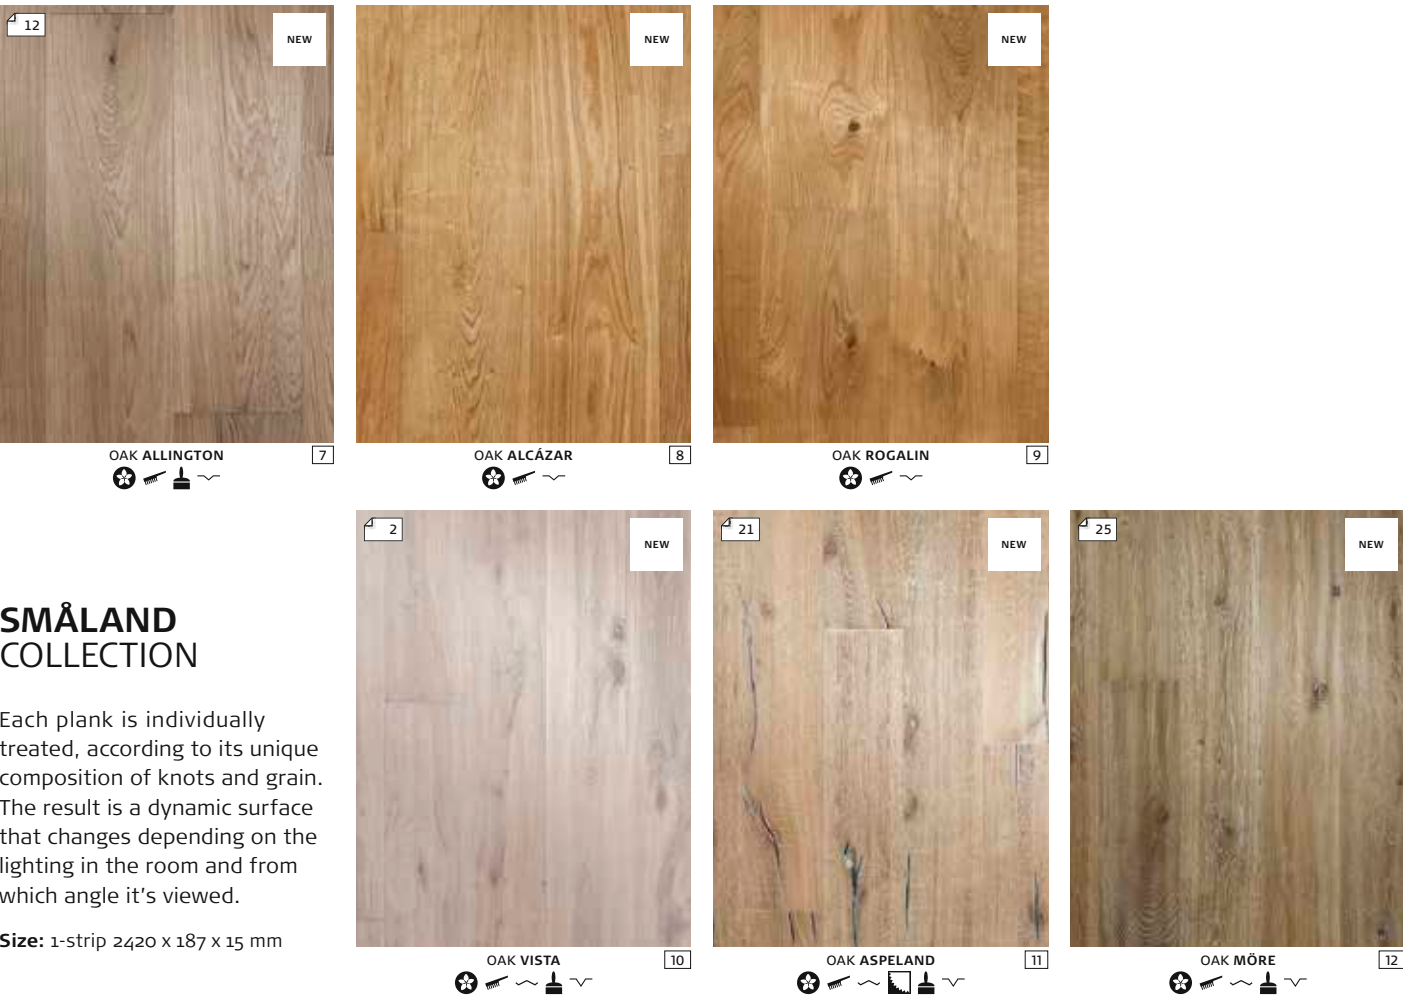 12
NEW
NEW
NEW
OAK ALLINGTON
7
OAK ALCÁZAR
8
OAK ROGALIN
9
SMÅLAND
COLLECTION
Each plank is individually
treated, according to its unique
composition of knots and grain.
The result is a dynamic surface
that changes depending on the
lighting in the room and from
which angle it's viewed.
Size: 1-strip 2420 x 187 x 15 mm
2
NEW
21
NEW
25
NEW
OAK VISTA
10
OAK ASPELAND
11
OAK MÖRE
12